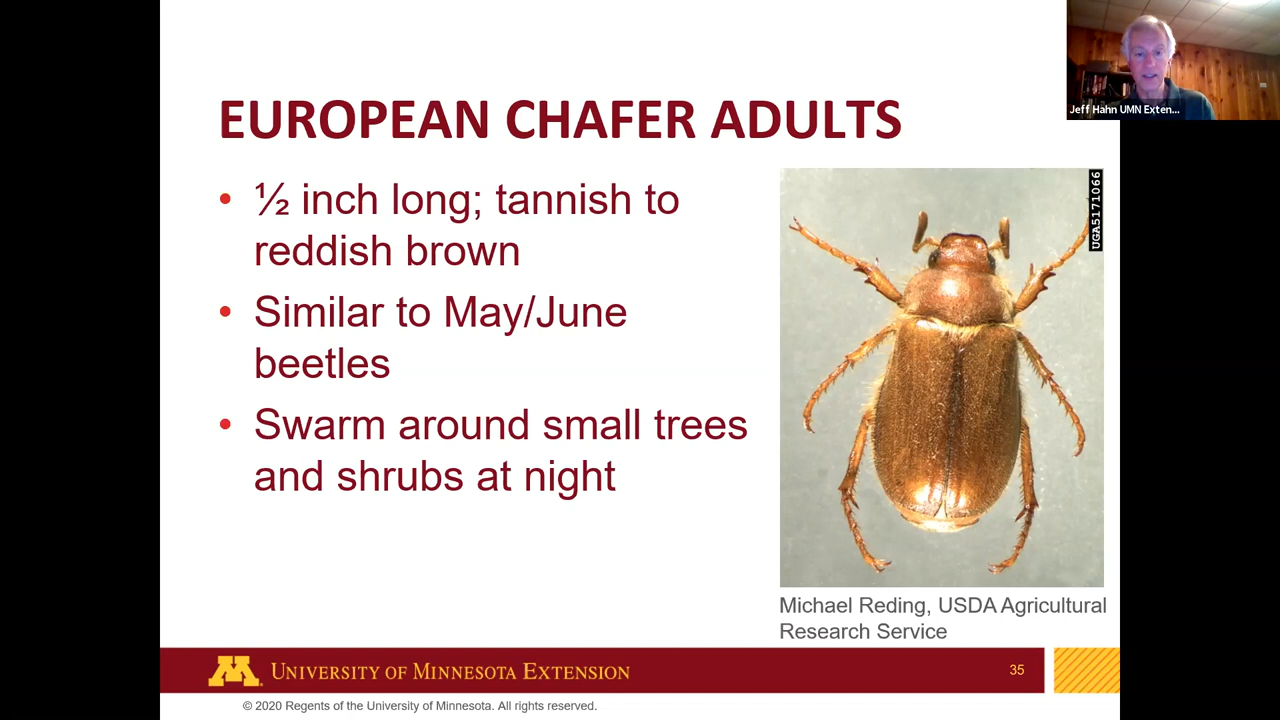 Jeff Hahn UMN Exten...
EUROPEAN CHAFER ADULTS
• ½ inch long; tannish to
reddish brown
• Similar to May/June
beetles
• Swarm around small trees
and shrubs at night
UGA5171066
Michael Reding, USDA Agricultural
Research Service
M
UNIVERSITY OF MINNESOTA EXTENSION
35
© 2020 Regents of the University of Minnesota. All rights reserved.